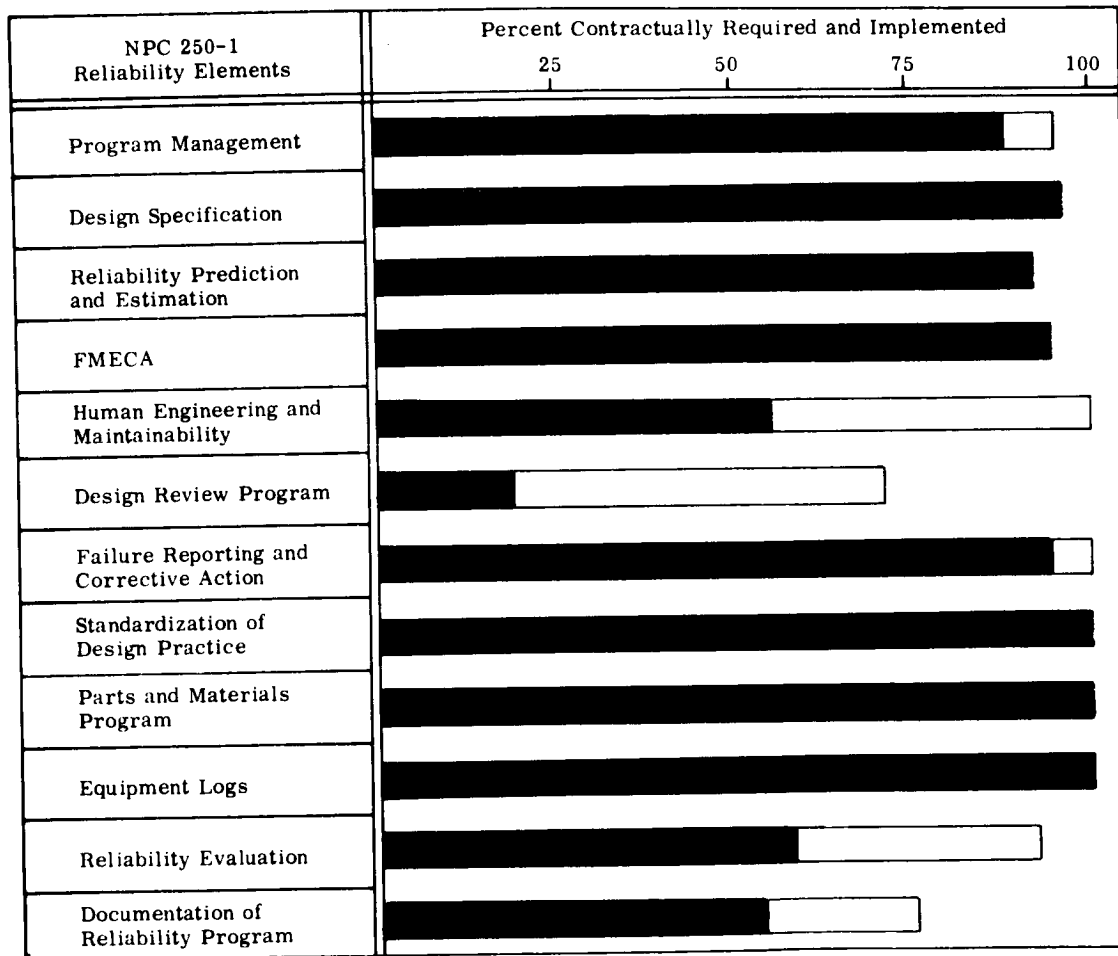 NPC 250-1
Reliability Elements
Percent Contractually Required and Implemented
25 50 75 100
Program Management
Design Specification
Reliability Prediction
and Estimation
FMECA
Human Engineering and
Maintainability
Design Review Program
Failure Reporting and
Corrective Action
Standardization of
Design Practice
Parts and Materials
Program
Equipment Logs
Reliability Evaluation
Documentation of
Reliability Program